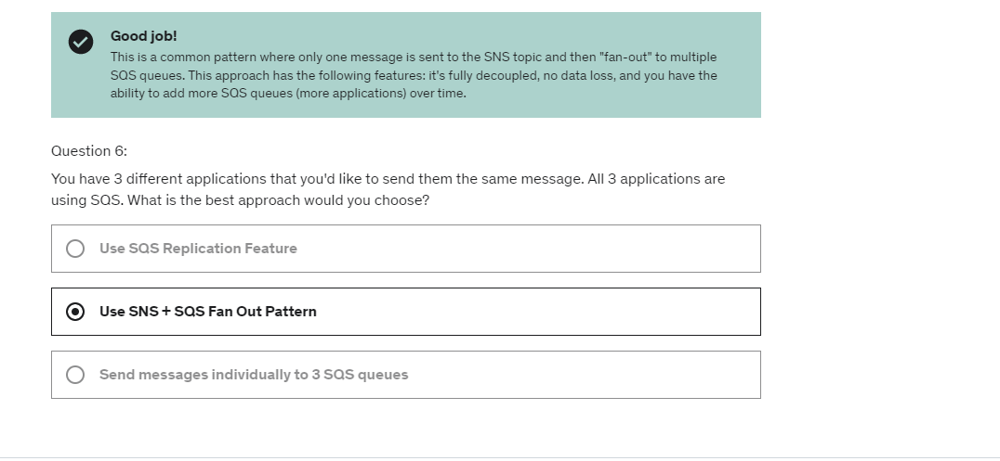 Good job!
This is a common pattern where only one message is sent to the SNS topic and then "fan-out" to multiple
SQS queues. This approach has the following features: it's fully decoupled, no data loss, and you have the
ability to add more SQS queues (more applications) over time.
Question 6:
You have 3 different applications that you'd like to send them the same message. All 3 applications are
using SQS. What is the best approach would you choose?
Use SQS Replication Feature
Use SNS + SQS Fan Out Pattern
Send messages individually to 3 SQS queues